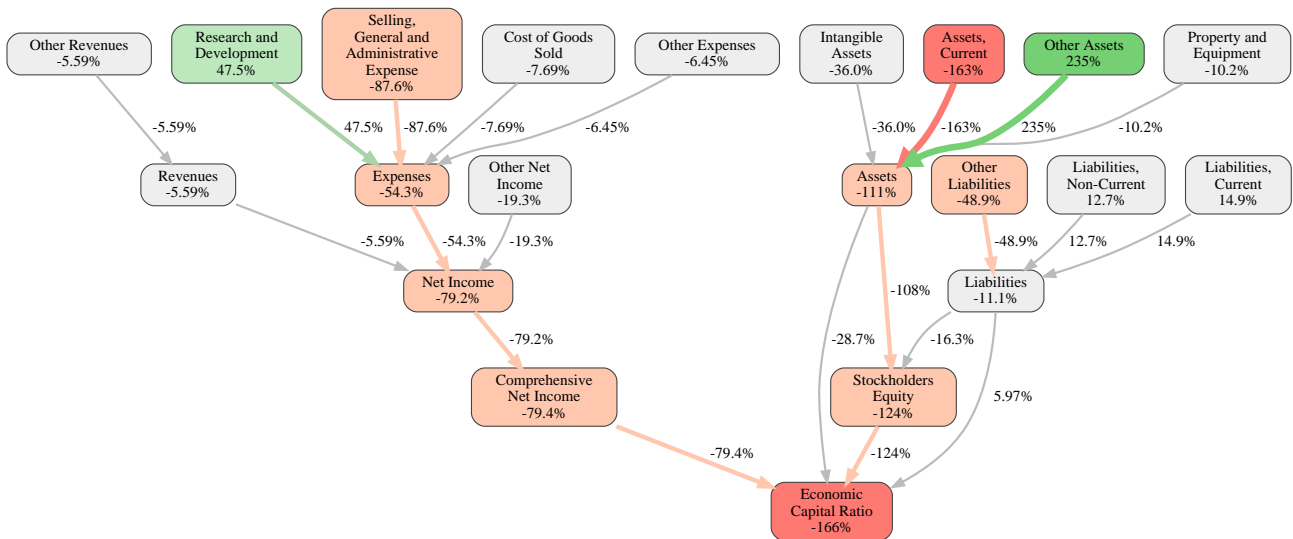 Other Revenues
-5.59%
Research and
Development
47.5%
Selling,
General and
Administrative
Expense
-87.6%
Cost of Goods
Sold
-7.69%
Other Expenses
-6.45%
Intangible
Assets
-36.0%
Assets,
Current
-163%
Other Assets
235%
Property and
Equipment
-10.2%
-5.59%
47.5%
-87.6%
-7.69%
-6.45%
-36.0%
-163%
235%
-10.2%
Revenues
-5.59%
Expenses
-54.3%
Other Net
Income
-19.3%
Assets
-111%
Other
Liabilities
-48.9%
Liabilities,
Non-Current
12.7%
Liabilities,
Current
14.9%
-5.59%
-54.3%
-19.3%
-48.9%
12.7%
14.9%
Net Income
-79.2%
-108%
Liabilities
-11.1%
-79.2%
-28.7%
-16.3%
Comprehensive
Net Income
-79.4%
Stockholders
Equity
-124%
5.97%
-79.4%
-124%
Economic
Capital Ratio
-166%